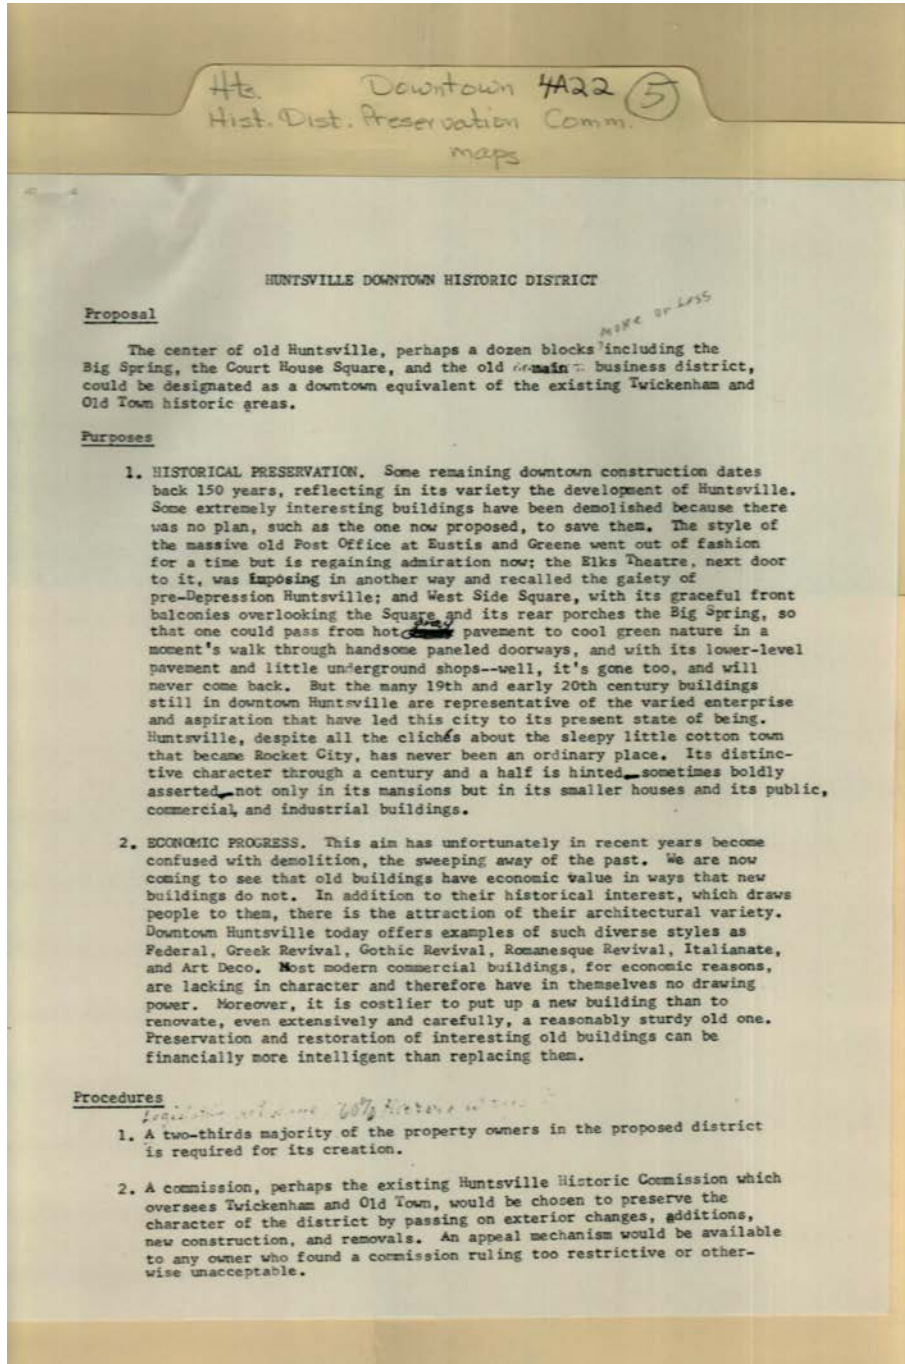 Hts. Downtown 4A22 5
Hist. Dist. Preservation Comm.
maps
HUNTSVILLE DOWNTOWN HISTORIC DISTRICT
Proposal
more or less
The center of old Huntsville, perhaps a dozen blocks including the
Big Spring, the Court House Square, and the old main business district,
could be designated as a downtown equivalent of the existing Twickenham and
Old Town historic areas.
Purposes
1. HISTORICAL PRESERVATION. Some remaining downtown construction dates
back 150 years, reflecting in its variety the development of Huntsville.
Some extremely interesting buildings have been demolished because there
was no plan, such as the one now proposed, to save them. The style of
the massive old Post Office at Eustis and Greene went out of fashion
for a time but is regaining admiration now; the Elks Theatre, next door
to it, was imposing in another way and recalled the gaiety of
pre-Depression Huntsville; and West Side Square, with its graceful front
balconies overlooking the Square and its rear porches the Big Spring, so
that one could pass from hot grey pavement to cool green nature in a
moment's walk through handsome paneled doorways, and with its lower-level
pavement and little underground shops--well, it's gone too, and will
never come back. But the many 19th and early 20th century buildings
still in downtown Huntsville are representative of the varied enterprise
and aspiration that have led this city to its present state of being.
Huntsville, despite all the clichés about the sleepy little cotton town
that became Rocket City, has never been an ordinary place. Its distinc-
tive character through a century and a half is hinted—sometimes boldly
asserted—not only in its mansions but in its smaller houses and its public,
commercial, and industrial buildings.
2. ECONOMIC PROGRESS. This aim has unfortunately in recent years become
confused with demolition, the sweeping away of the past. We are now
coming to see that old buildings have economic value in ways that new
buildings do not. In addition to their historical interest, which draws
people to them, there is the attraction of their architectural variety.
Downtown Huntsville today offers examples of such diverse styles as
Federal, Greek Revival, Gothic Revival, Romanesque Revival, Italianate,
and Art Deco. Most modern commercial buildings, for economic reasons,
are lacking in character and therefore have in themselves no drawing
power. Moreover, it is costlier to put up a new building than to
renovate, even extensively and carefully, a reasonably sturdy old one.
Preservation and restoration of interesting old buildings can be
financially more intelligent than replacing them.
Procedures
60%
1. A two-thirds majority of the property owners in the proposed district
is required for its creation.
2. A commission, perhaps the existing Huntsville Historic Commission which
oversees Twickenham and Old Town, would be chosen to preserve the
character of the district by passing on exterior changes, additions,
new construction, and removals. An appeal mechanism would be available
to any owner who found a commission ruling too restrictive or other-
wise unacceptable.